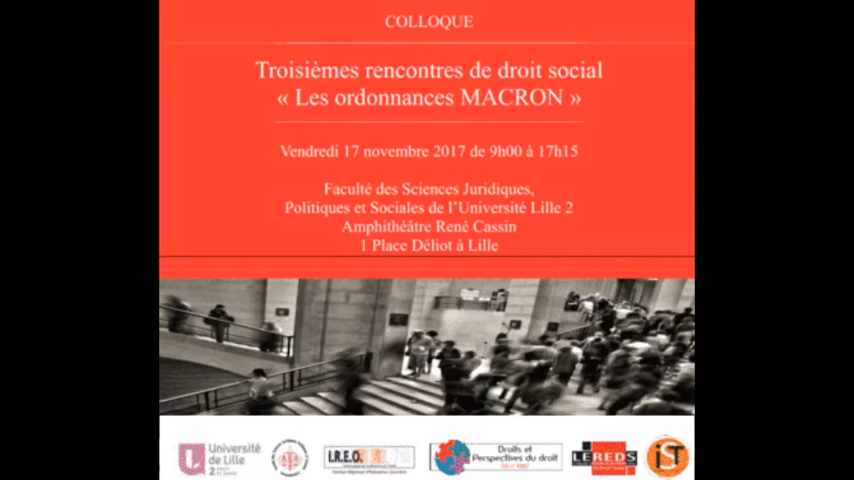 COLLOQUE
Troisièmes rencontres de droit social
« Les ordonnances MACRON »
Vendredi 17 novembre 2017 de 9h00 à 17h15
Faculté des Sciences Juridiques,
Politiques et Sociales de l'Université Lille 2
Amphithéâtre René Cassin
1 Place Déliot à Lille
Université
de Lille
2
I.R.E.O.
Droits et
Perspectives du droit
LEREDS
iST